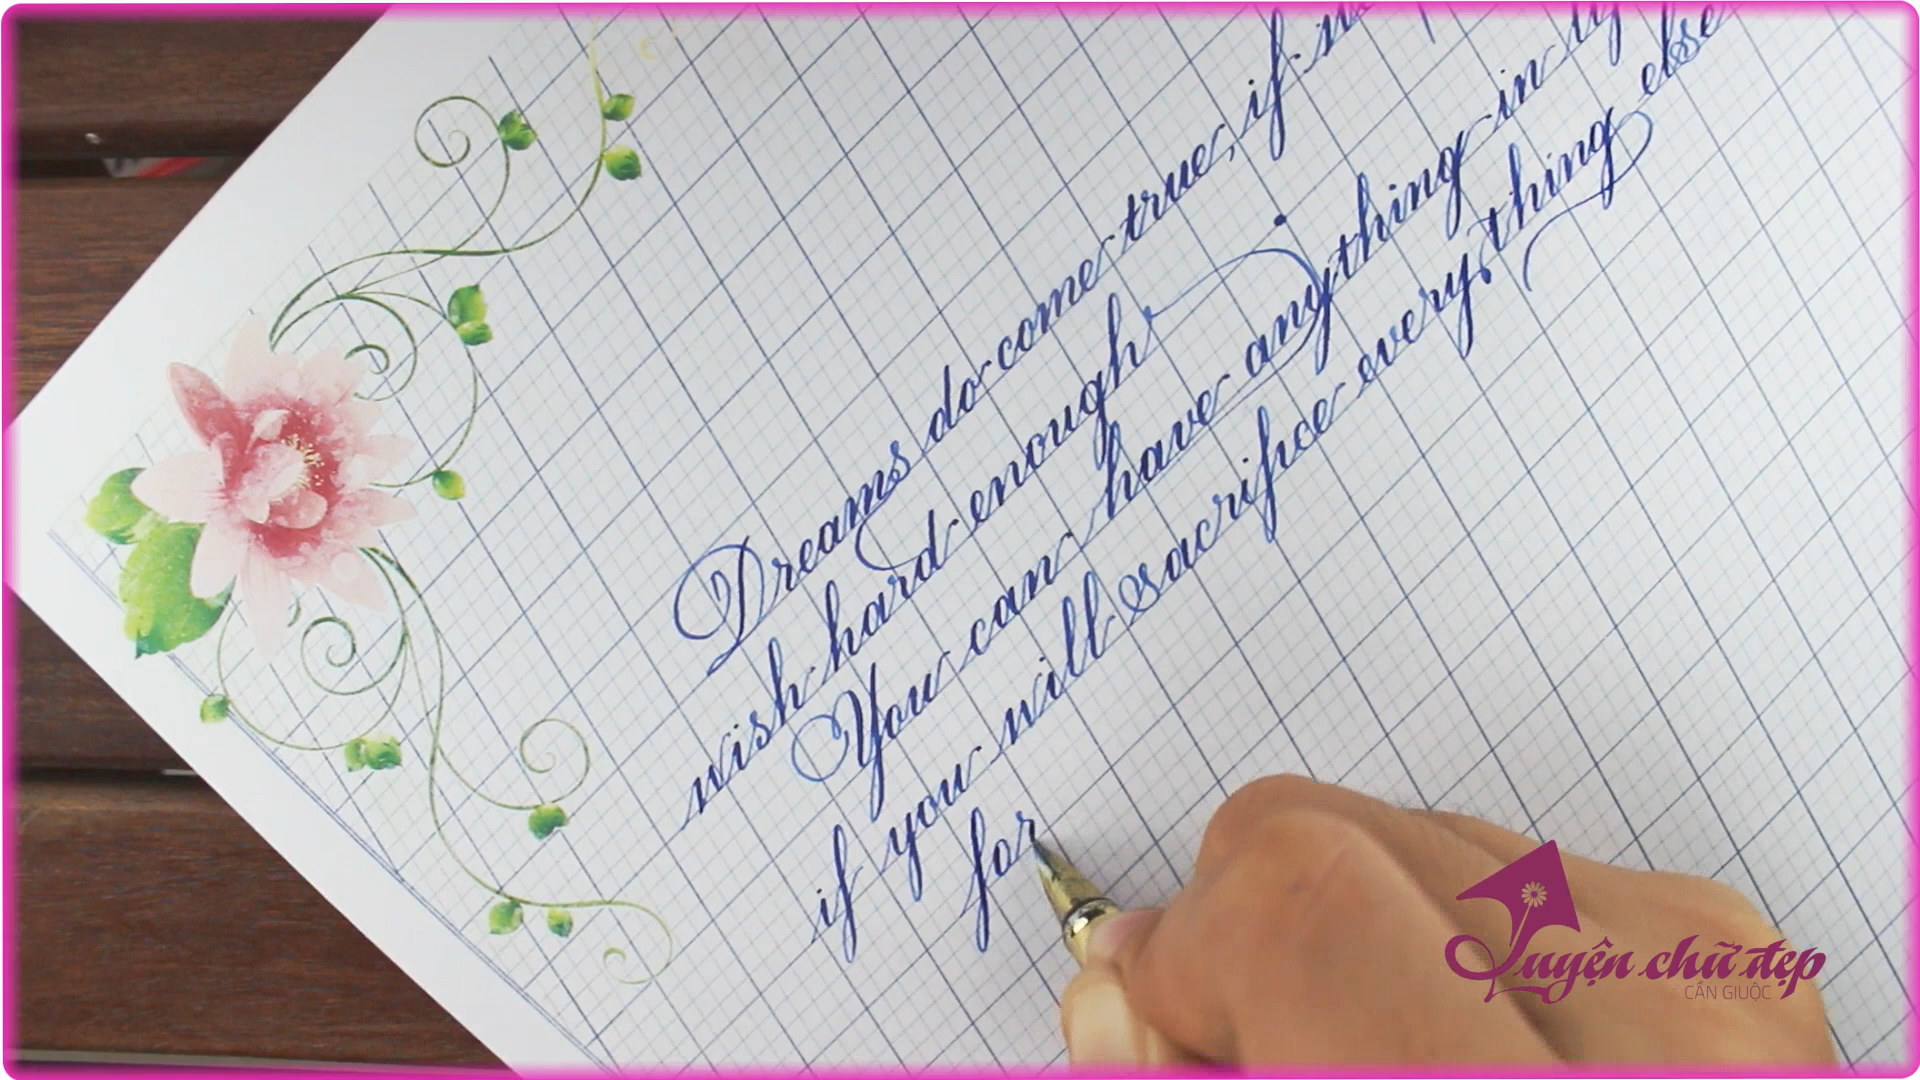 Dreams do come true, if
wish hard enough
You can have anything in
if you will sacrifice everything else
for
Luyện chữ đẹp
CẦN GIUỘC